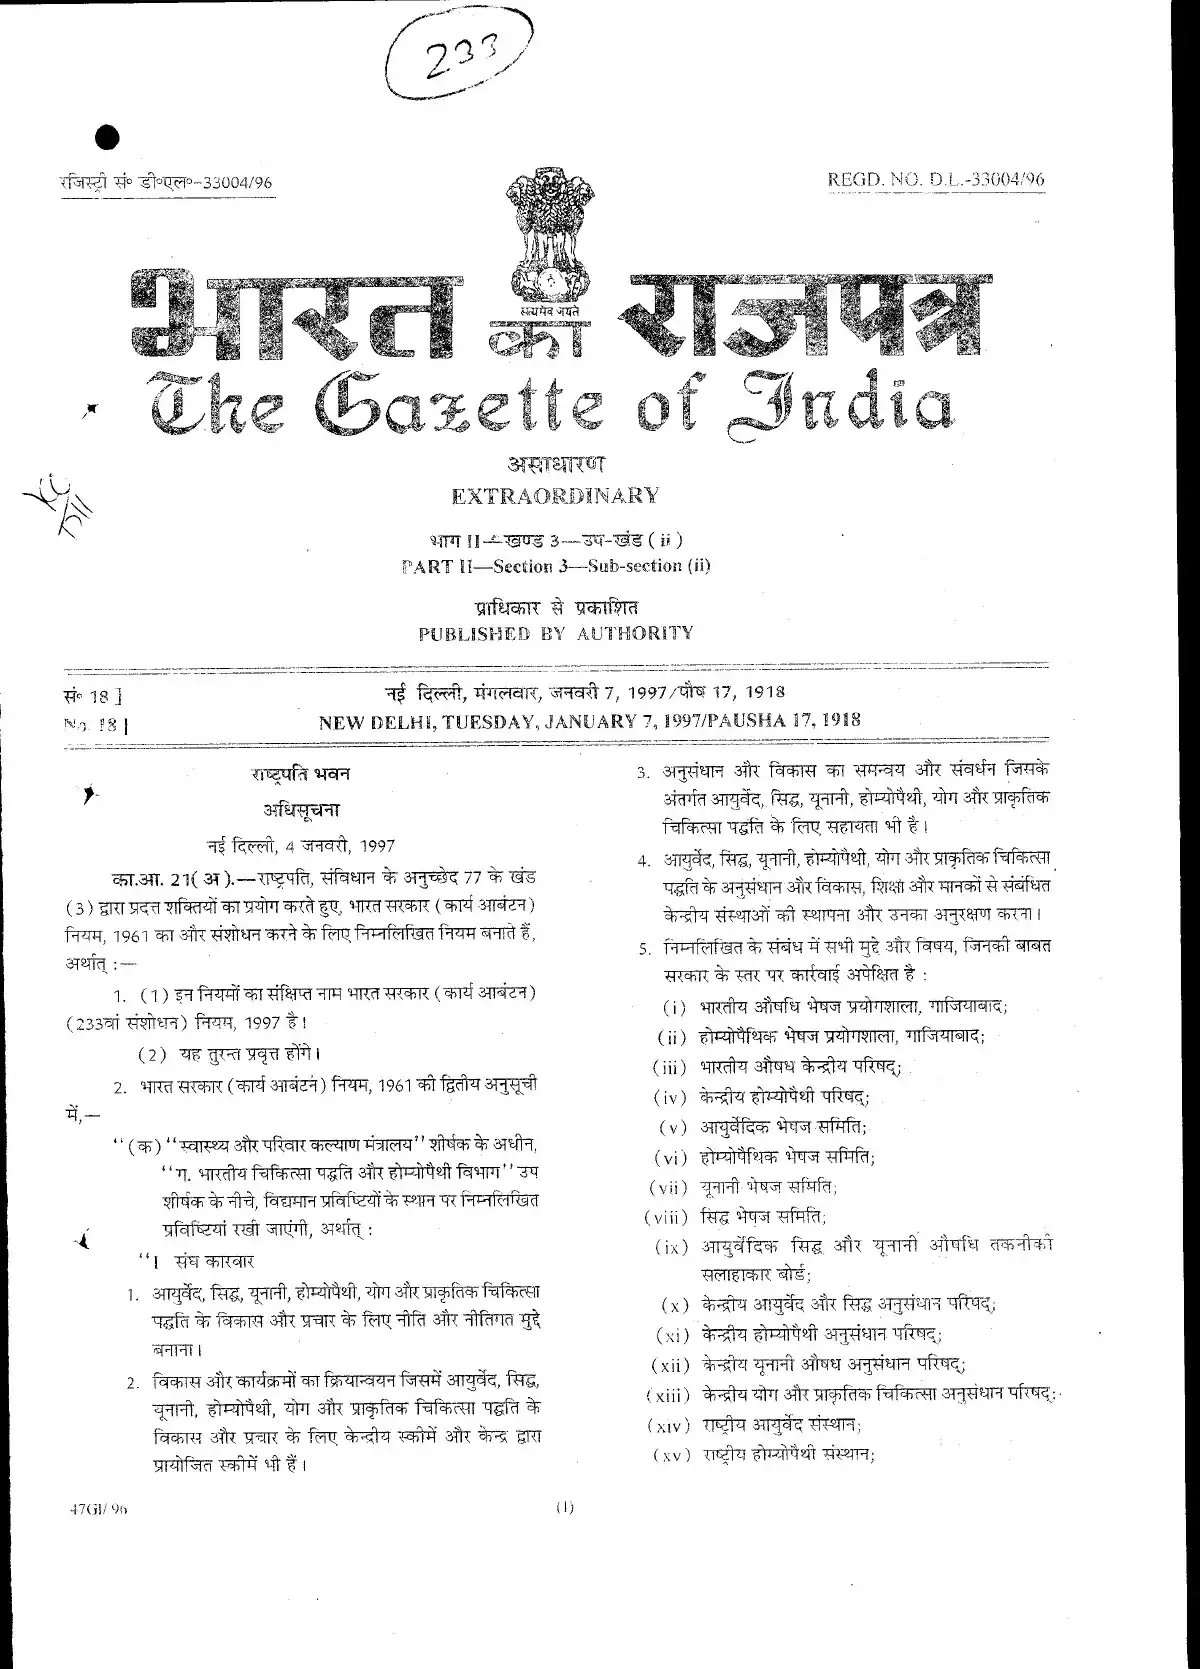 233
रजिस्ट्री सं॰ डी॰एल॰-33004/96
REGD. NO. D.L.-33004/96
सत्यमेव जयते
भारत का राजपत्र
The Gazette of India
असाधारण
EXTRAORDINARY
भाग II—खण्ड 3—उप-खंड ( ii )
PART II—Section 3—Sub-section (ii)
प्राधिकार से प्रकाशित
PUBLISHED BY AUTHORITY
सं॰ 18 ]
नई दिल्ली, मंगलवार, जनवरी 7, 1997/पौष 17, 1918
No. 18 ]
NEW DELHI, TUESDAY, JANUARY 7, 1997/PAUSHA 17, 1918
राष्ट्रपति भवन
अधिसूचना
नई दिल्ली, 4 जनवरी, 1997
का.आ. 21( अ ).—राष्ट्रपति, संविधान के अनुच्छेद 77 के खंड
(3) द्वारा प्रदत्त शक्तियों का प्रयोग करते हुए, भारत सरकार ( कार्य आबंटन)
नियम, 1961 का और संशोधन करने के लिए निम्नलिखित नियम बनाते हैं,
अर्थात् :—
1. (1) इन नियमों का संक्षिप्त नाम भारत सरकार ( कार्य आबंटन)
(233वां संशोधन) नियम, 1997 है।
(2) यह तुरन्त प्रवृत्त होंगे।
2. भारत सरकार ( कार्य आबंटन) नियम, 1961 की द्वितीय अनुसूची
में,—
"(क) "स्वास्थ्य और परिवार कल्याण मंत्रालय" शीर्षक के अधीन,
"ग. भारतीय चिकित्सा पद्धति और होम्योपैथी विभाग" उप
शीर्षक के नीचे, विद्यमान प्रविष्टियों के स्थान पर निम्नलिखित
प्रविष्टियां रखी जाएंगी, अर्थात् :
"I संघ कारवार
1. आयुर्वेद, सिद्ध, यूनानी, होम्योपैथी, योग और प्राकृतिक चिकित्सा
पद्धति के विकास और प्रचार के लिए नीति और नीतिगत मुद्दे
बनाना।
2. विकास और कार्यक्रमों का क्रियान्वयन जिसमें आयुर्वेद, सिद्ध,
यूनानी, होम्योपैथी, योग और प्राकृतिक चिकित्सा पद्धति के
विकास और प्रचार के लिए केन्द्रीय स्कीमें और केन्द्र द्वारा
प्रायोजित स्कीमें भी हैं।
3. अनुसंधान और विकास का समन्वय और संवर्धन जिसके
अंतर्गत आयुर्वेद, सिद्ध, यूनानी, होम्योपैथी, योग और प्राकृतिक
चिकित्सा पद्धति के लिए सहायता भी है।
4. आयुर्वेद, सिद्ध, यूनानी, होम्योपैथी, योग और प्राकृतिक चिकित्सा
पद्धति के अनुसंधान और विकास, शिक्षा और मानकों से संबंधित
केन्द्रीय संस्थाओं की स्थापना और उनका अनुरक्षण करना।
5. निम्नलिखित के संबंध में सभी मुद्दे और विषय, जिनकी बाबत
सरकार के स्तर पर कार्रवाई अपेक्षित है :
(i) भारतीय औषधि भेषज प्रयोगशाला, गाजियाबाद;
(ii) होम्योपैथिक भेषज प्रयोगशाला, गाजियाबाद;
(iii) भारतीय औषध केन्द्रीय परिषद्;
(iv) केन्द्रीय होम्योपैथी परिषद्;
(v) आयुर्वेदिक भेषज समिति;
(vi) होम्योपैथिक भेषज समिति;
(vii) यूनानी भेषज समिति;
(viii) सिद्ध भेषज समिति;
(ix) आयुर्वेदिक सिद्ध और यूनानी औषधि तकनीकी
सलाहाकार बोर्ड;
(x) केन्द्रीय आयुर्वेद और सिद्ध अनुसंधान परिषद्;
(xi) केन्द्रीय होम्योपैथी अनुसंधान परिषद्;
(xii) केन्द्रीय यूनानी औषध अनुसंधान परिषद्;
(xiii) केन्द्रीय योग और प्राकृतिक चिकित्सा अनुसंधान परिषद्;
(xiv) राष्ट्रीय आयुर्वेद संस्थान;
(xv) राष्ट्रीय होम्योपैथी संस्थान;
47GI/ 96
(1)